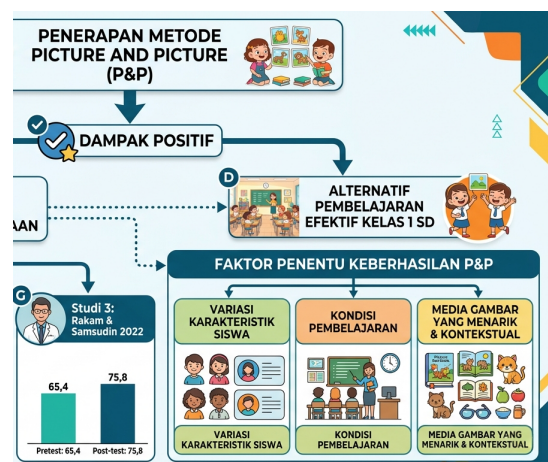 PENERAPAN METODE
PICTURE AND PICTURE
(P&P)
DAMPAK POSITIF
D
ALTERNATIF
PEMBELAJARAN
EFEKTIF KELAS 1 SD
AAN
FAKTOR PENENTU KEBERHASILAN P&P
G
Studi 3:
Rakam &
Samsudin 2022
65,4
75,8
Pretest: 65,4
Post-test: 75,8
VARIASI
KARAKTERISTIK
SISWA
VARIASI
KARAKTERISTIK SISWA
KONDISI
PEMBELAJARAN
KONDISI
PEMBELAJARAN
MEDIA GAMBAR
YANG MENARIK
& KONTEKSTUAL
MEDIA GAMBAR YANG
MENARIK & KONTEKSTUAL